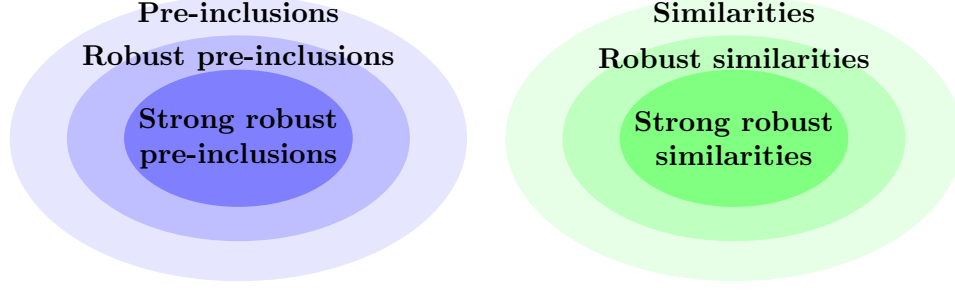 Pre-inclusions
Robust pre-inclusions
Strong robust
pre-inclusions
Similarities
Robust similarities
Strong robust
similarities